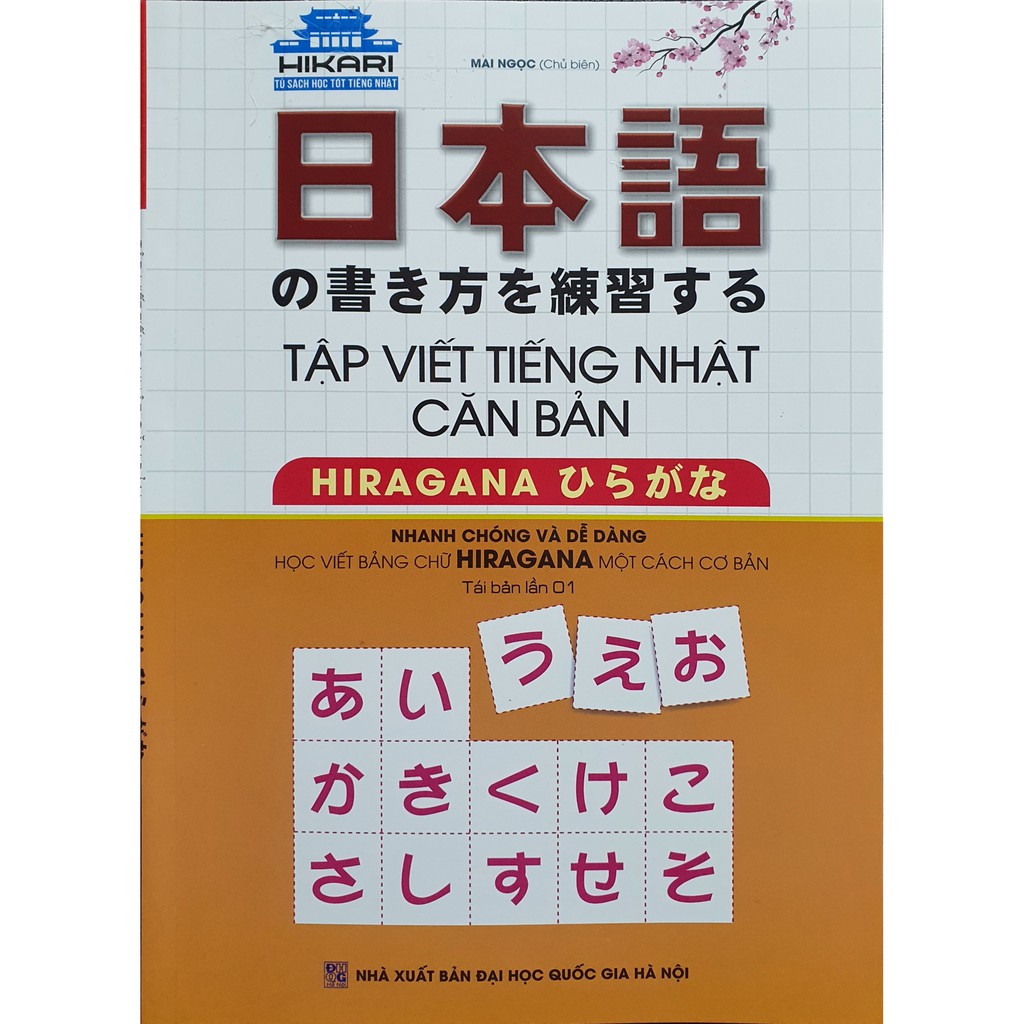 HIKARI
TỦ SÁCH HỌC TỐT TIẾNG NHẬT
MAI NGỌC (Chủ biên)
日本語
の書き方を練習する
TẬP VIẾT TIẾNG NHẬT
CĂN BẢN
HIRAGANA ひらがな
NHANH CHÓNG VÀ DỄ DÀNG
HỌC VIẾT BẢNG CHỮ HIRAGANA MỘT CÁCH CƠ BẢN
Tái bản lần 01
あ い う え お
か き く け こ
さ し す せ そ
ĐHQG
HÀ NỘI
NHÀ XUẤT BẢN ĐẠI HỌC QUỐC GIA HÀ NỘI